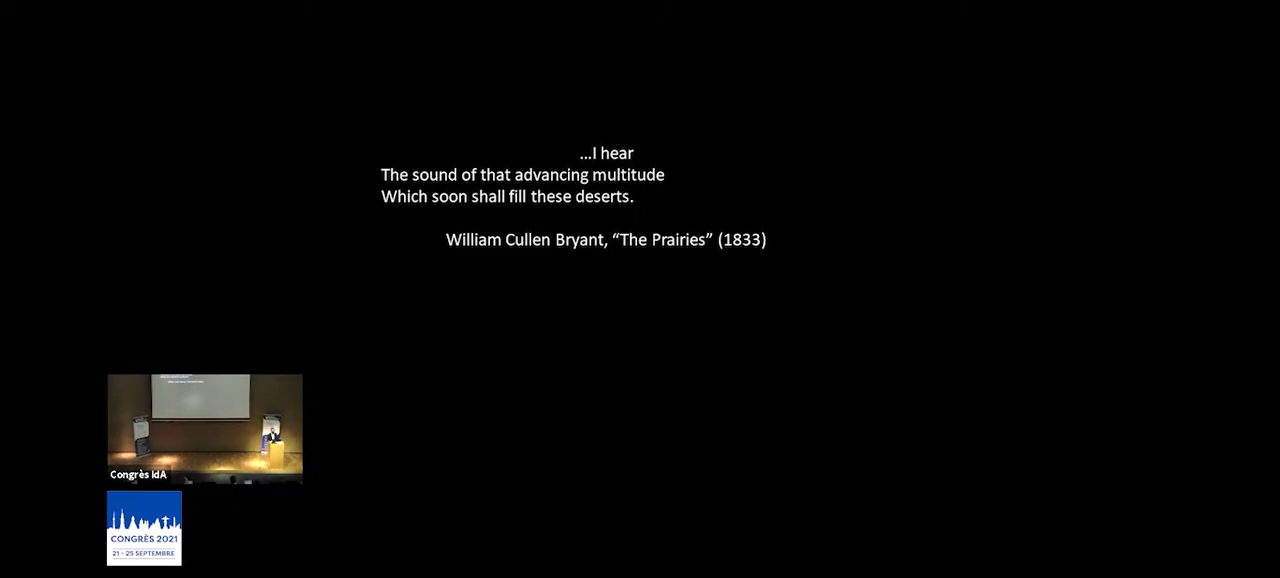 ...I hear
The sound of that advancing multitude
Which soon shall fill these deserts.
William Cullen Bryant, “The Prairies” (1833)
Congrès IdA
CONGRÈS 2021
21 - 25 SEPTEMBRE